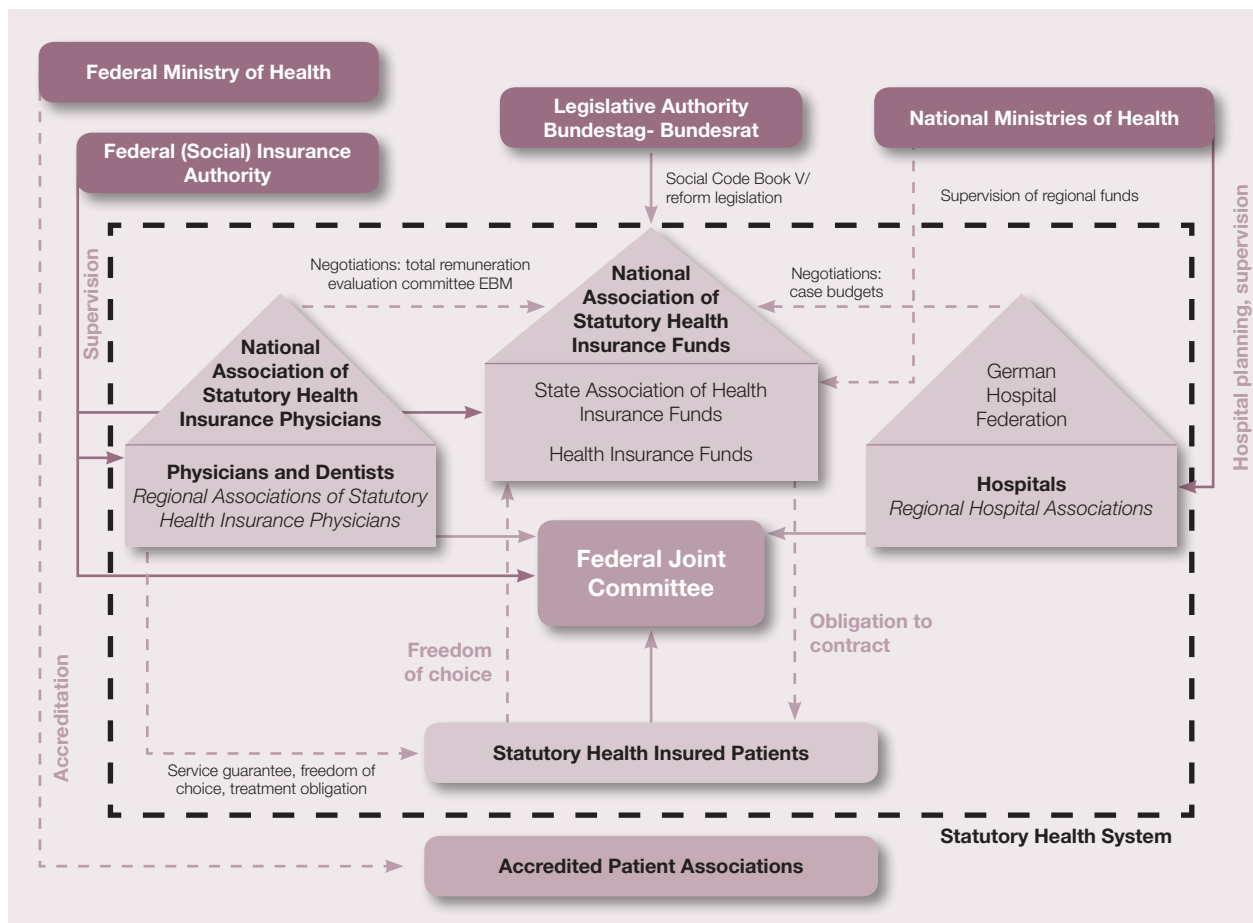 Federal Ministry of Health
Legislative Authority
Bundestag- Bundesrat
National Ministries of Health
Federal (Social) Insurance
Authority
Social Code Book V/
reform legislation
Supervision of regional funds
Supervision
Hospital planning, supervision
Negotiations: total remuneration
evaluation committee EBM
National
Association of
Statutory Health
Insurance Funds
Negotiations:
case budgets
National
Association of
Statutory Health
Insurance Physicians
State Association of Health
Insurance Funds
Health Insurance Funds
German
Hospital
Federation
Physicians and Dentists
Regional Associations of Statutory
Health Insurance Physicians
Hospitals
Regional Hospital Associations
Federal Joint
Committee
Freedom
of choice
Obligation to
contract
Accreditation
Statutory Health Insured Patients
Service guarantee, freedom of
choice, treatment obligation
Statutory Health System
Accredited Patient Associations